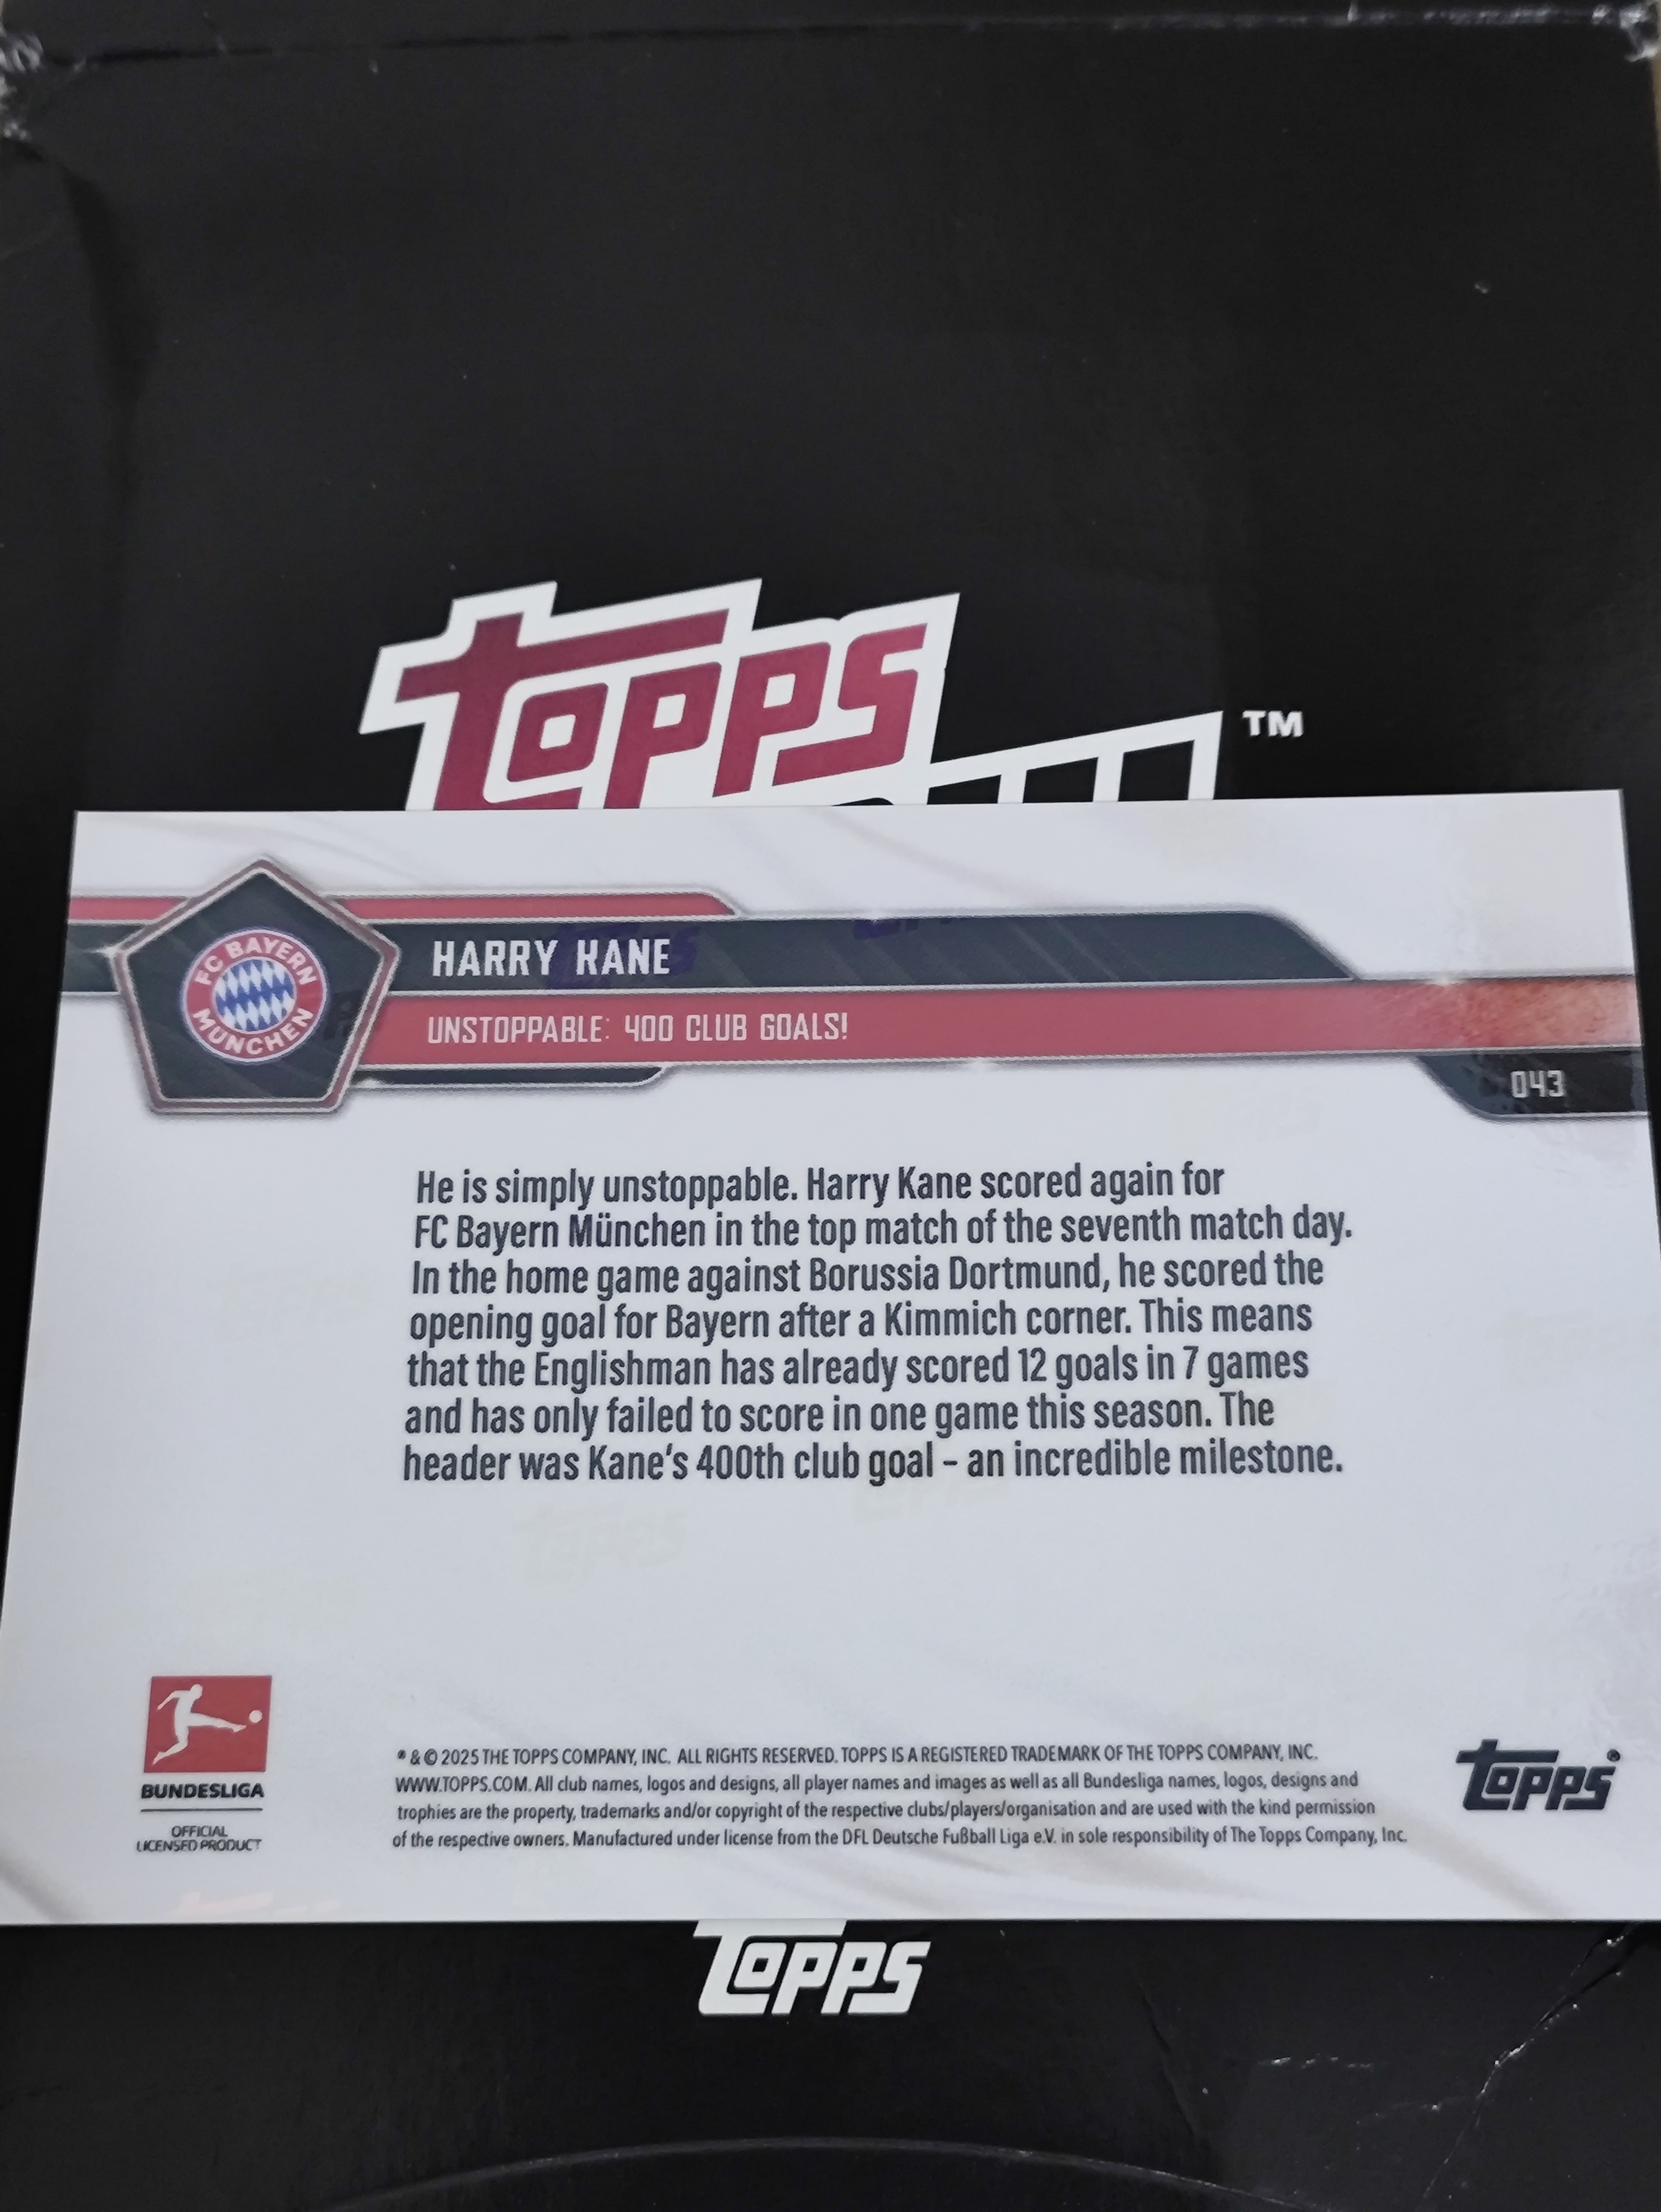 Topps
TM
FC BAYERN
MÜNCHEN
HARRY KANE
UNSTOPPABLE: 400 CLUB GOALS!
043
He is simply unstoppable. Harry Kane scored again for
FC Bayern München in the top match of the seventh match day.
In the home game against Borussia Dortmund, he scored the
opening goal for Bayern after a Kimmich corner. This means
that the Englishman has already scored 12 goals in 7 games
and has only failed to score in one game this season. The
header was Kane's 400th club goal – an incredible milestone.
BUNDESLIGA
OFFICIAL
LICENSED PRODUCT
® & © 2025 THE TOPPS COMPANY, INC. ALL RIGHTS RESERVED. TOPPS IS A REGISTERED TRADEMARK OF THE TOPPS COMPANY, INC.
WWW.TOPPS.COM. All club names, logos and designs, all player names and images as well as all Bundesliga names, logos, designs and
trophies are the property, trademarks and/or copyright of the respective clubs/players/organisation and are used with the kind permission
of the respective owners. Manufactured under license from the DFL Deutsche Fußball Liga e.V. in sole responsibility of The Topps Company, Inc.
Topps®
Topps